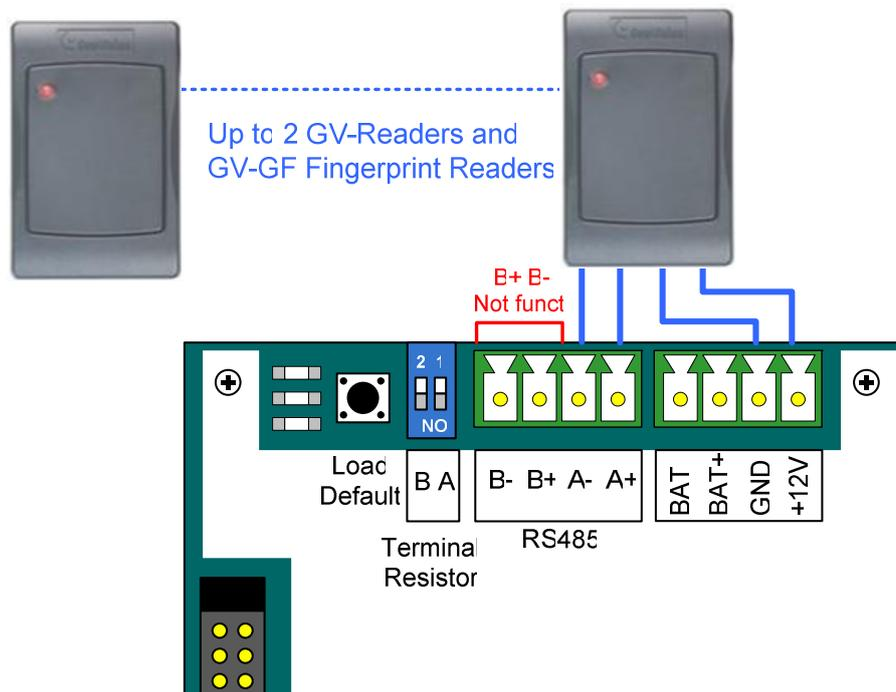 Up to 2 GV-Readers and
GV-GF Fingerprint Readers
B+ B-
Not funct
2 1
NO
Load
Default
B A
B- B+ A- A+
BAT
BAT+
GND
+12V
Terminal
Resistor
RS485